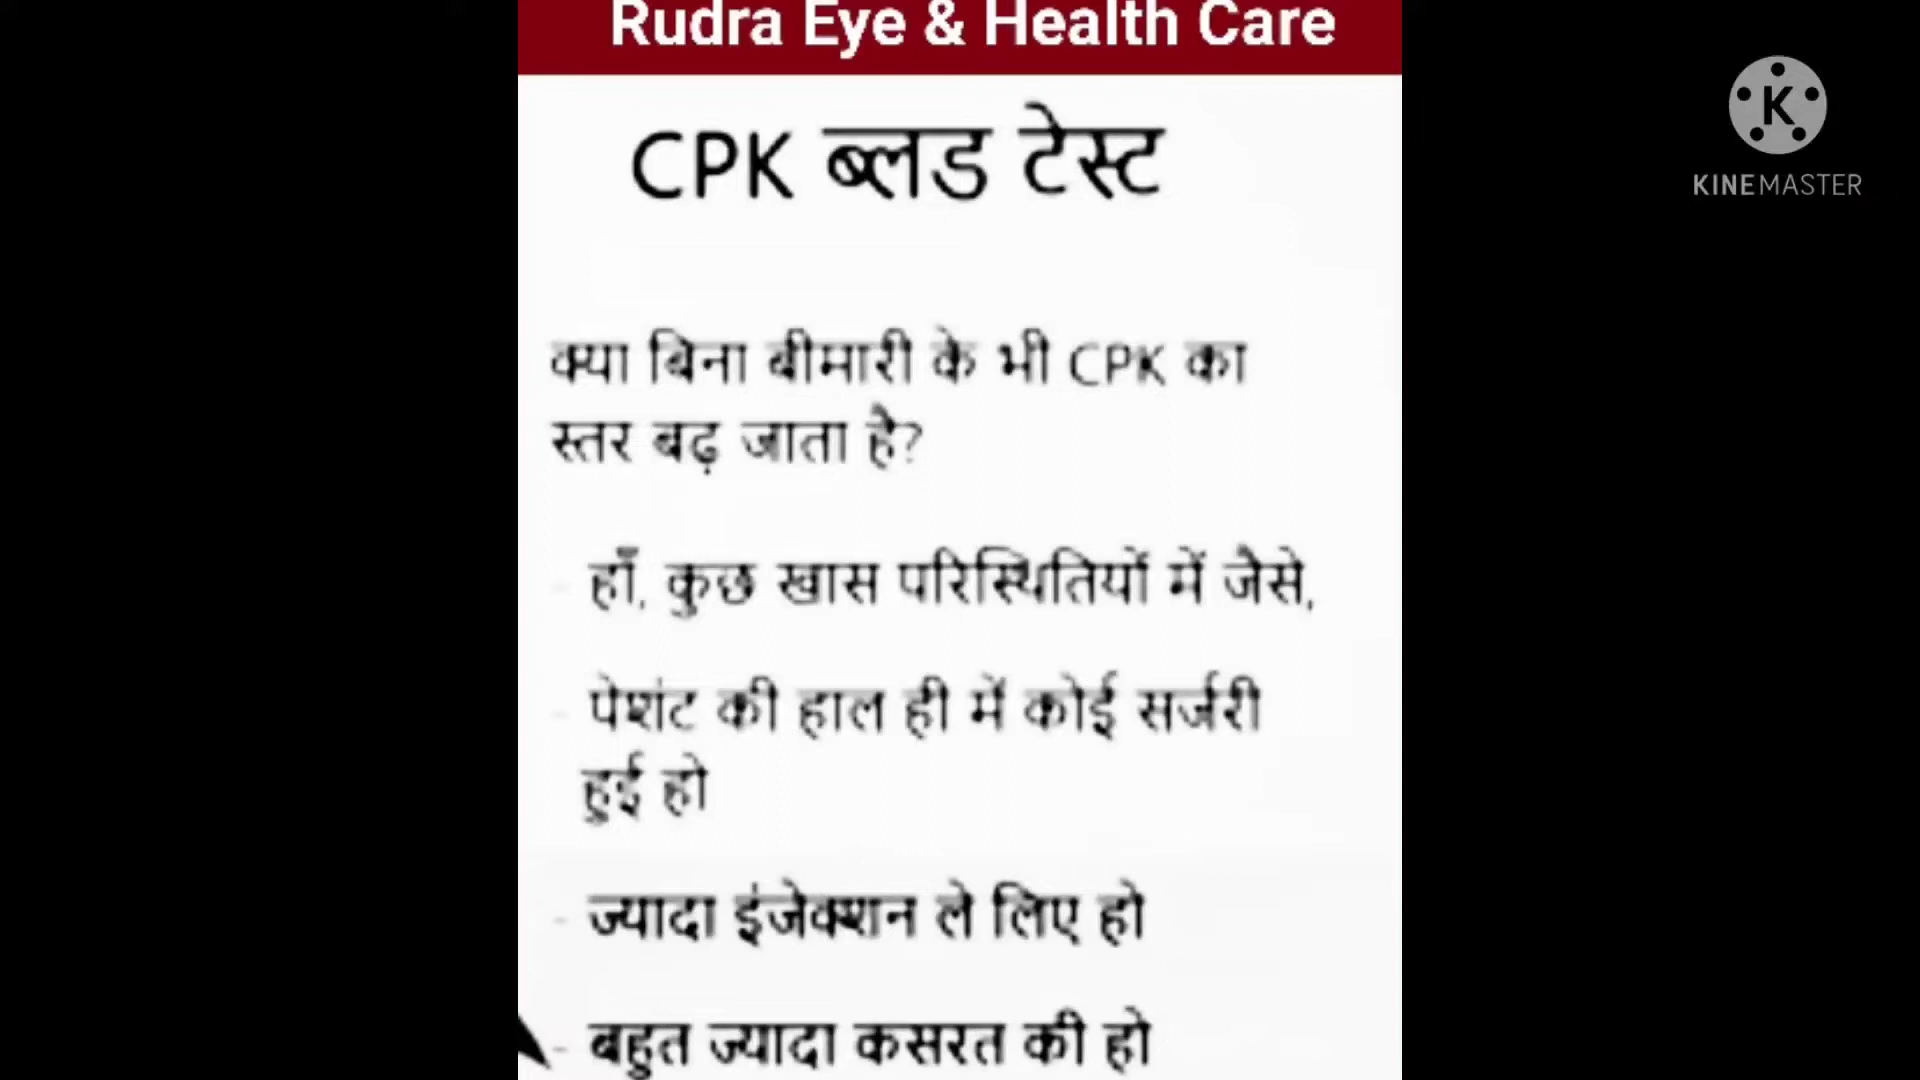 Rudra Eye & Health Care
K
KINEMASTER
CPK ब्लड टेस्ट
क्या बिना बीमारी के भी CPK का
स्तर बढ़ जाता है?
- हाँ, कुछ खास परिस्थितियों में जैसे,
- पेशंट की हाल ही में कोई सर्जरी
हुई हो
- ज्यादा इंजेक्शन ले लिए हो
- बहुत ज्यादा कसरत की हो